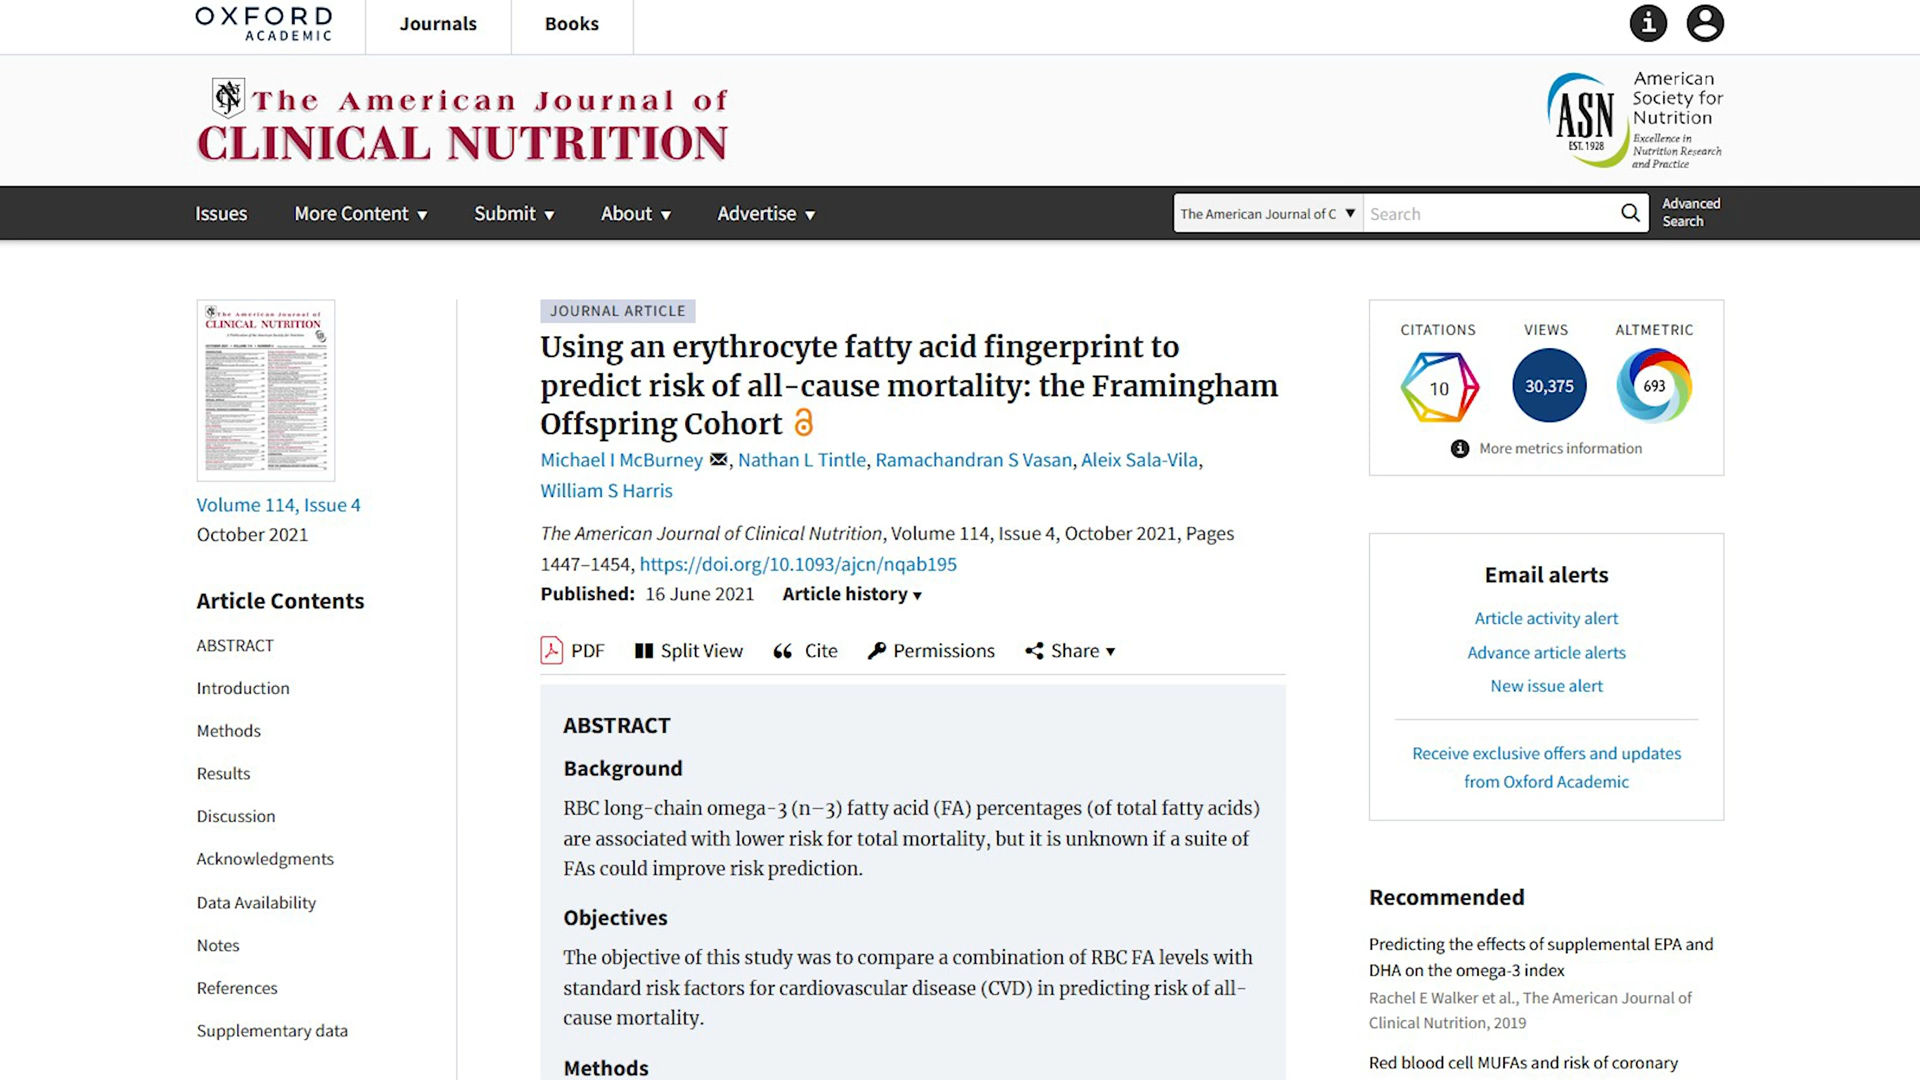 OXFORD
ACADEMIC
Journals
Books
The American Journal of
CLINICAL NUTRITION
ASN
EST. 1928
American
Society for
Nutrition
Excellence in
Nutrition Research
and Practice
Issues
More Content
Submit
About
Advertise
The American Journal of C
Search
Advanced
Search
The American Journal of
CLINICAL NUTRITION
Volume 114, Issue 4
October 2021
Article Contents
ABSTRACT
Introduction
Methods
Results
Discussion
Acknowledgments
Data Availability
Notes
References
Supplementary data
JOURNAL ARTICLE
Using an erythrocyte fatty acid fingerprint to
predict risk of all-cause mortality: the Framingham
Offspring Cohort
Michael I McBurney, Nathan L Tintle, Ramachandran S Vasan, Aleix Sala-Vila,
William S Harris
The American Journal of Clinical Nutrition, Volume 114, Issue 4, October 2021, Pages
1447–1454, https://doi.org/10.1093/ajcn/nqab195
Published: 16 June 2021 Article history
PDF
Split View
Cite
Permissions
Share
ABSTRACT
Background
RBC long-chain omega-3 (n–3) fatty acid (FA) percentages (of total fatty acids)
are associated with lower risk for total mortality, but it is unknown if a suite of
FAs could improve risk prediction.
Objectives
The objective of this study was to compare a combination of RBC FA levels with
standard risk factors for cardiovascular disease (CVD) in predicting risk of all-
cause mortality.
Methods
CITATIONS
VIEWS
ALTMETRIC
10
30,375
693
More metrics information
Email alerts
Article activity alert
Advance article alerts
New issue alert
Receive exclusive offers and updates
from Oxford Academic
Recommended
Predicting the effects of supplemental EPA and
DHA on the omega-3 index
Rachel E Walker et al., The American Journal of
Clinical Nutrition, 2019
Red blood cell MUFAs and risk of coronary